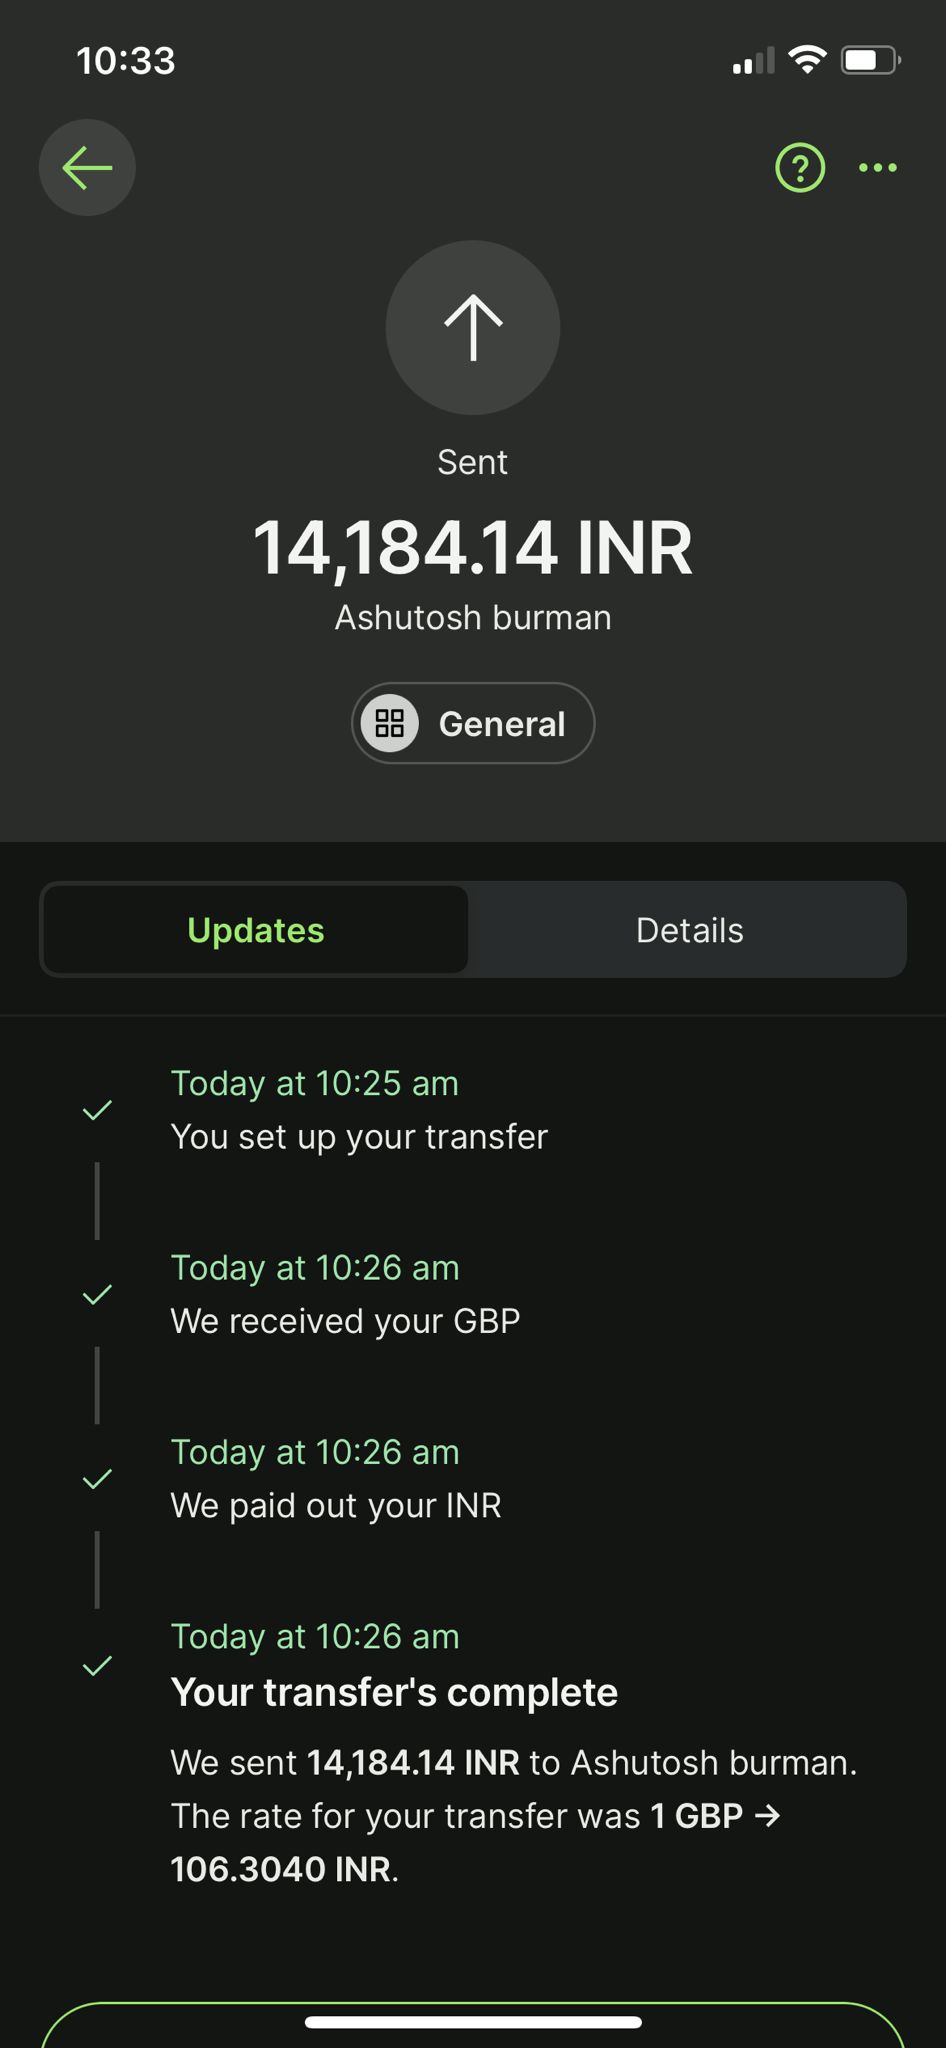 10:33
?
Sent
14,184.14 INR
Ashutosh burman
General
Updates
Details
Today at 10:25 am
You set up your transfer
Today at 10:26 am
We received your GBP
Today at 10:26 am
We paid out your INR
Today at 10:26 am
Your transfer's complete
We sent 14,184.14 INR to Ashutosh burman.
The rate for your transfer was 1 GBP →
106.3040 INR.